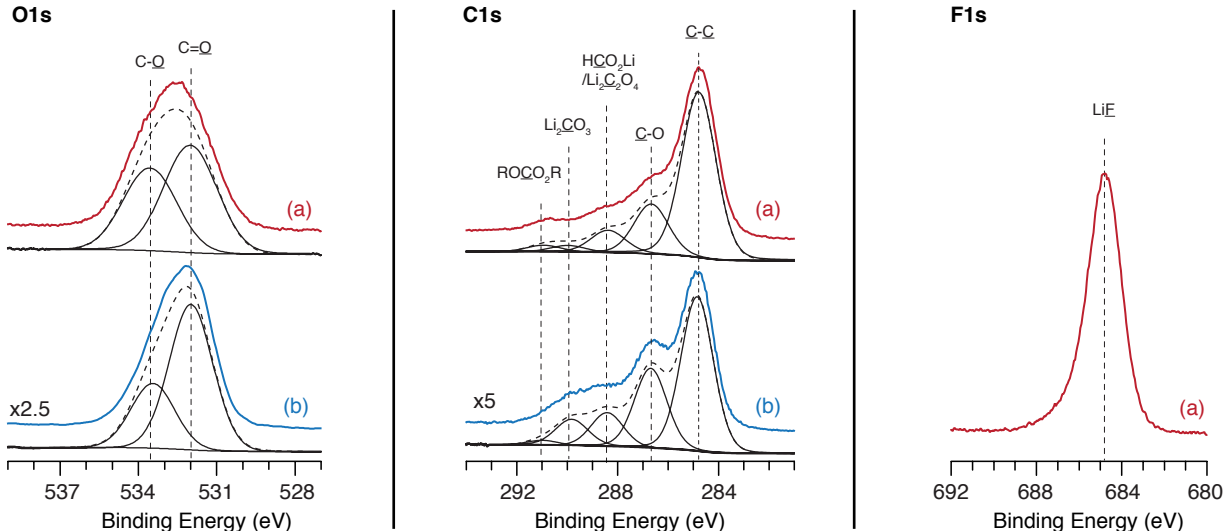 O1s
C-O
C=O
(a)
x2.5
(b)
537
534
531
528
Binding Energy (eV)
C1s
C-C
HCO₂Li
/Li₂C₂O₄
Li₂CO₃
C-O
ROCO₂R
(a)
x5
(b)
292
288
284
Binding Energy (eV)
F1s
LiF
(a)
692
688
684
680
Binding Energy (eV)